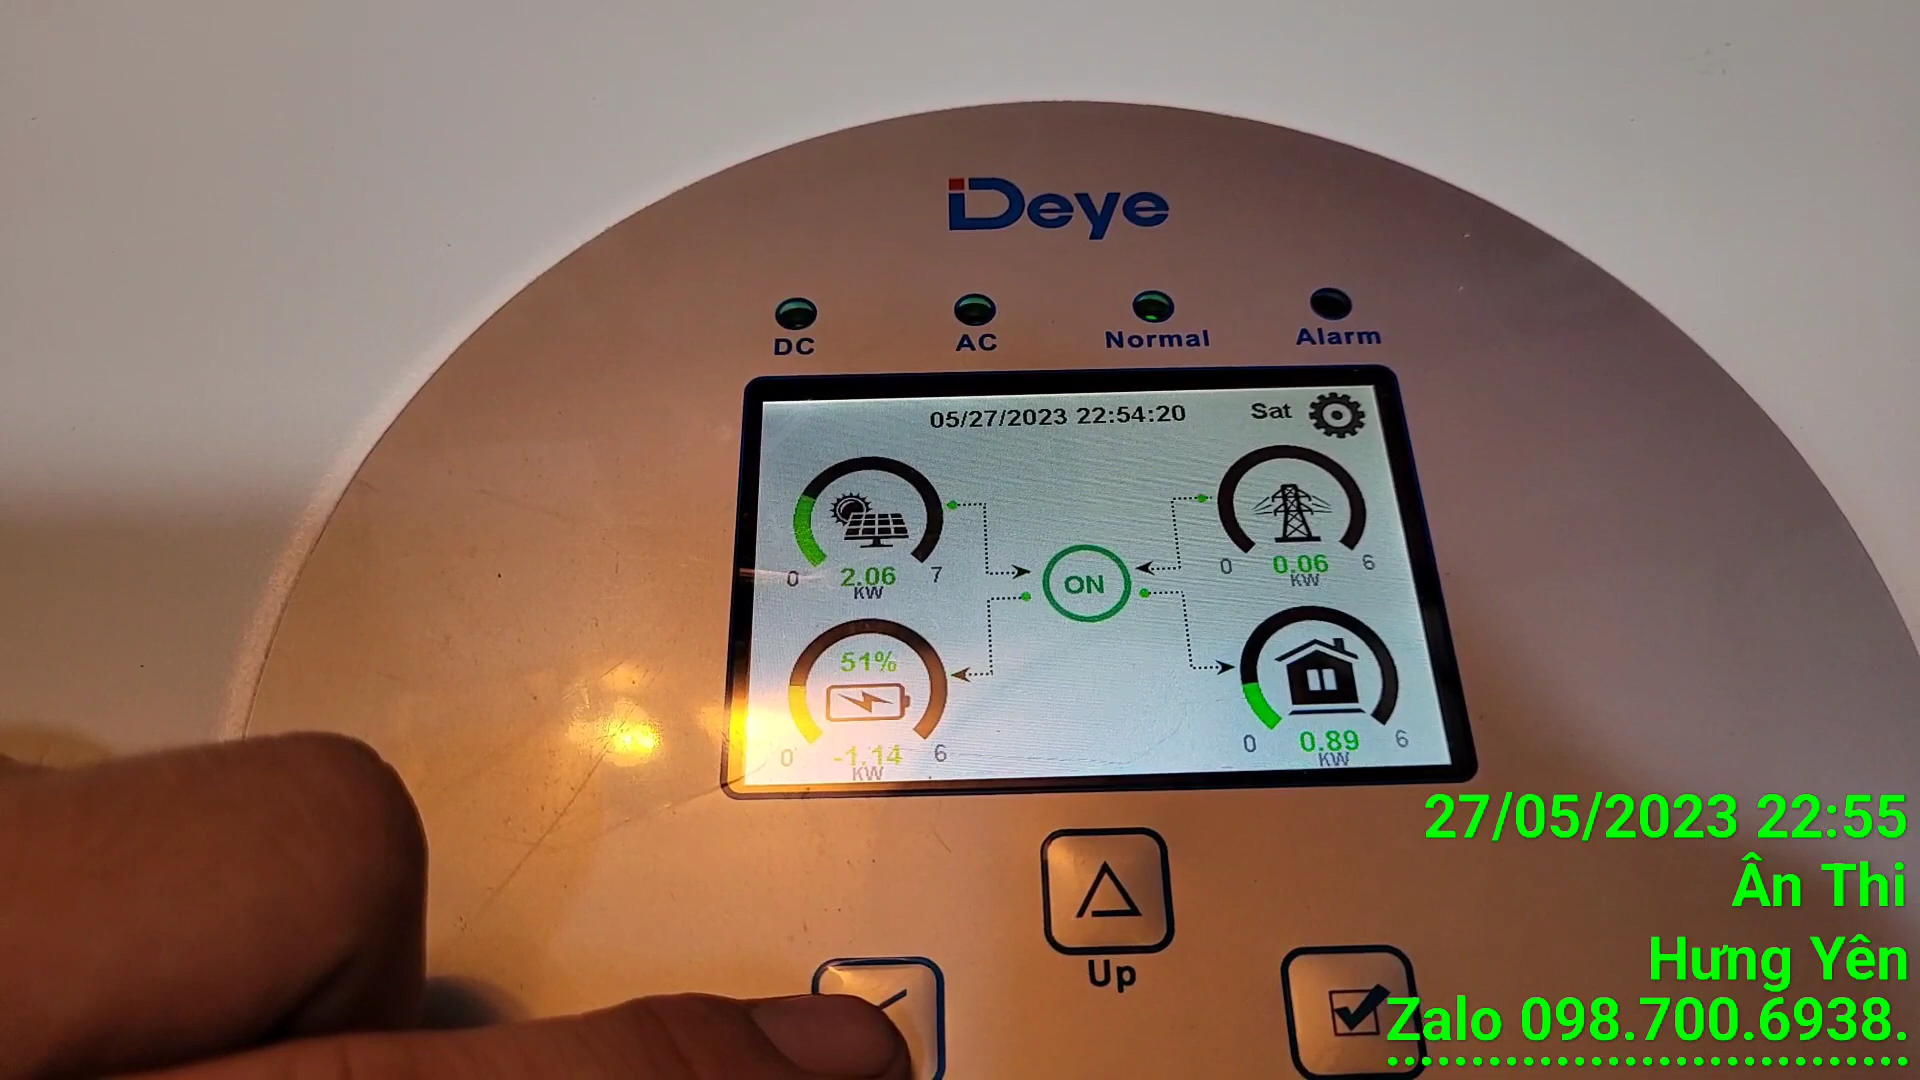 Deye
DC AC Normal Alarm
05/27/2023 22:54:20 Sat
0 2.06 7
KW
0 0.06 6
KW
ON
51%
0 -1.14 6
KW
0 0.89 6
KW
Up
27/05/2023 22:55
Ân Thi
Hưng Yên
Zalo 098.700.6938.